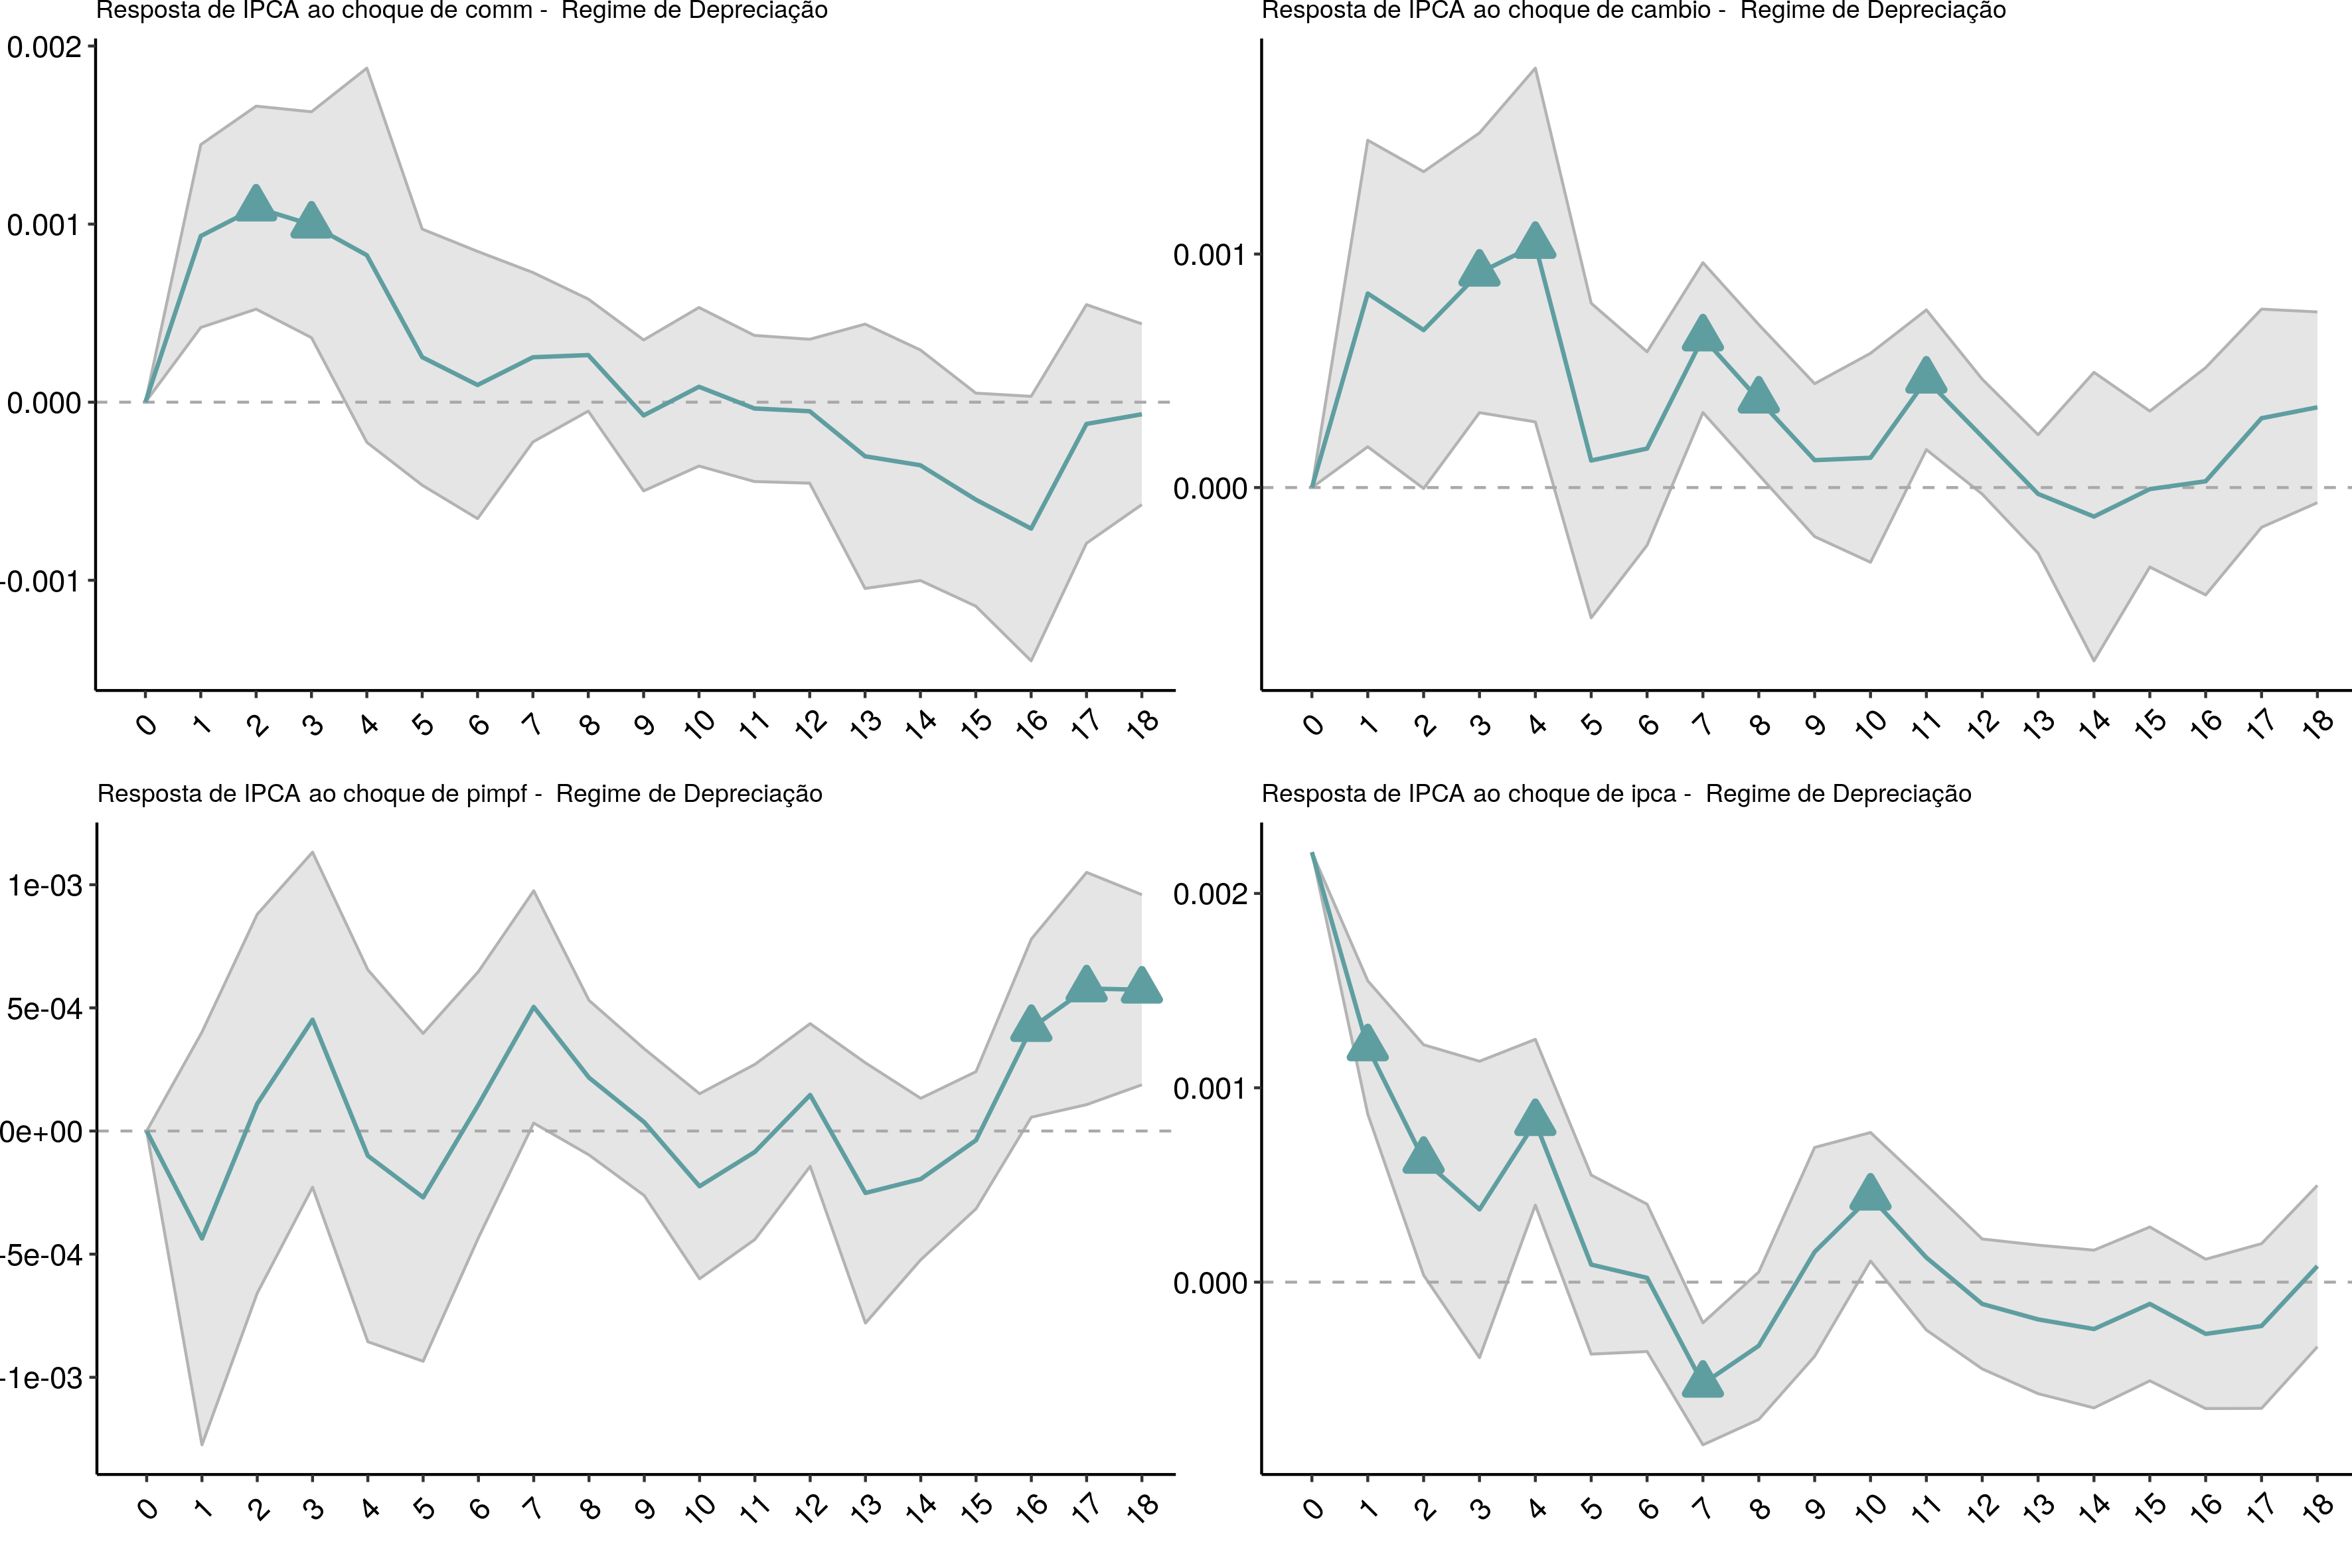 Resposta de IPCA ao choque de comm -  Regime de Depreciação
0.002
0.001
0.000
-0.001
0 1 2 3 4 5 6 7 8 9 10 11 12 13 14 15 16 17 18
Resposta de IPCA ao choque de cambio -  Regime de Depreciação
0.001
0.000
0 1 2 3 4 5 6 7 8 9 10 11 12 13 14 15 16 17 18
Resposta de IPCA ao choque de pimpf -  Regime de Depreciação
1e-03
5e-04
0e+00
-5e-04
-1e-03
0 1 2 3 4 5 6 7 8 9 10 11 12 13 14 15 16 17 18
Resposta de IPCA ao choque de ipca -  Regime de Depreciação
0.002
0.001
0.000
0 1 2 3 4 5 6 7 8 9 10 11 12 13 14 15 16 17 18